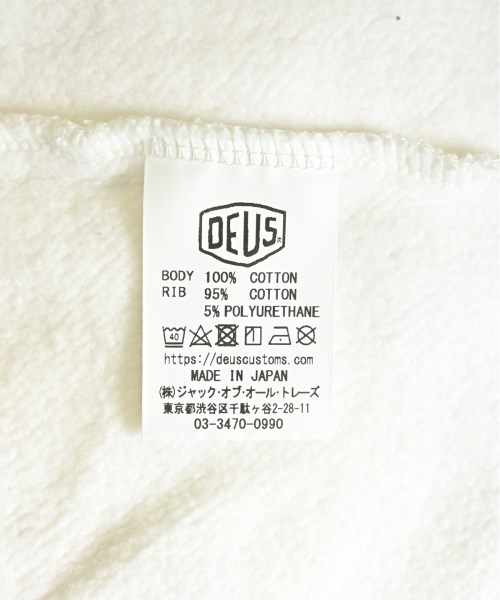 DEUS
BODY 100% COTTON
RIB 95% COTTON
5% POLYURETHANE
40
https://deuscustoms.com
MADE IN JAPAN
(株)ジャック・オブ・オール・トレーズ
東京都渋谷区千駄ヶ谷2-28-11
03-3470-0990